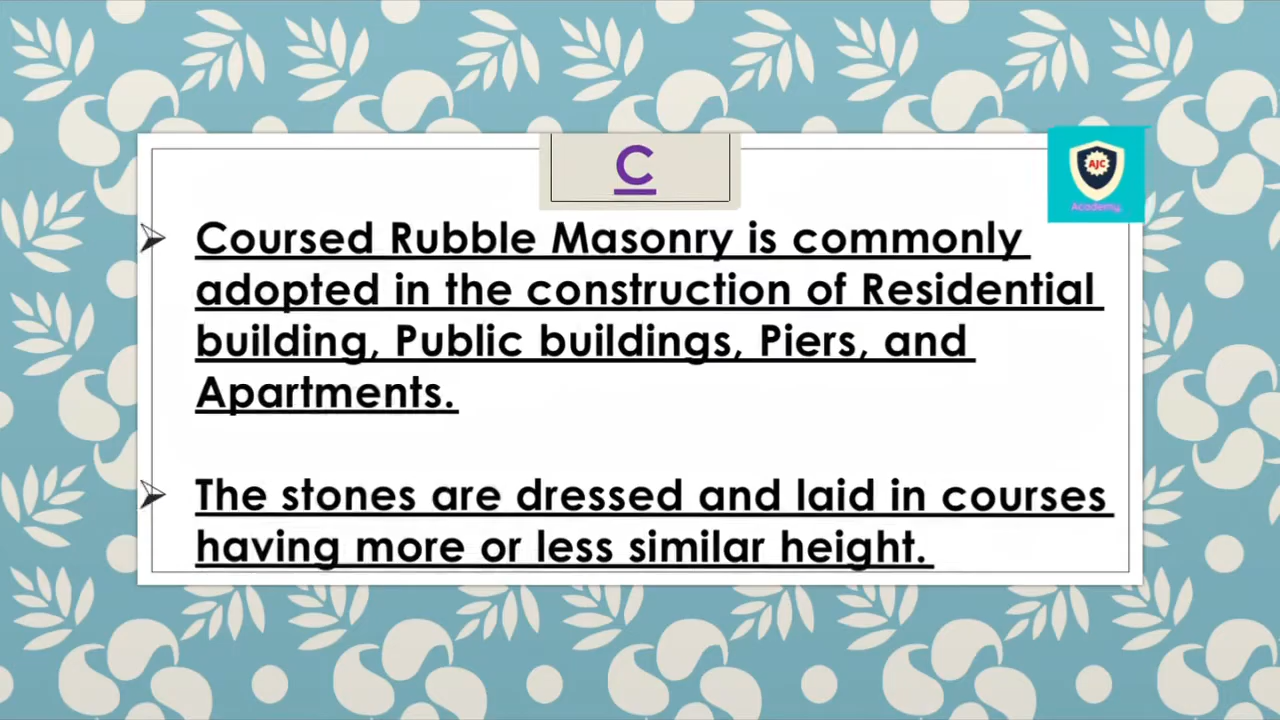 C
AJC
Academy.
Coursed Rubble Masonry is commonly
adopted in the construction of Residential
building, Public buildings, Piers, and
Apartments.
The stones are dressed and laid in courses
having more or less similar height.